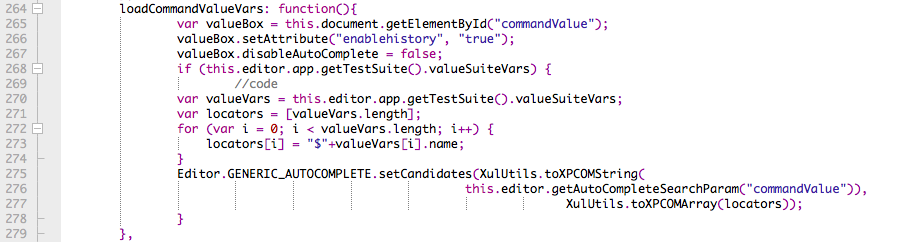 264 loadCommandValueVars: function(){
265 var valueBox = this.document.getElementById("commandValue");
266 valueBox.setAttribute("enablehistory", "true");
267 valueBox.disableAutoComplete = false;
268 if (this.editor.app.getTestSuite().valueSuiteVars) {
269 //code
270 var valueVars = this.editor.app.getTestSuite().valueSuiteVars;
271 var locators = [valueVars.length];
272 for (var i = 0; i < valueVars.length; i++) {
273 locators[i] = "$"+valueVars[i].name;
274 }
275 Editor.GENERIC_AUTOCOMPLETE.setCandidates(XulUtils.toXPCOMString(
276 this.editor.getAutoCompleteSearchParam("commandValue")),
277 XulUtils.toXPCOMArray(locators));
278 }
279 },